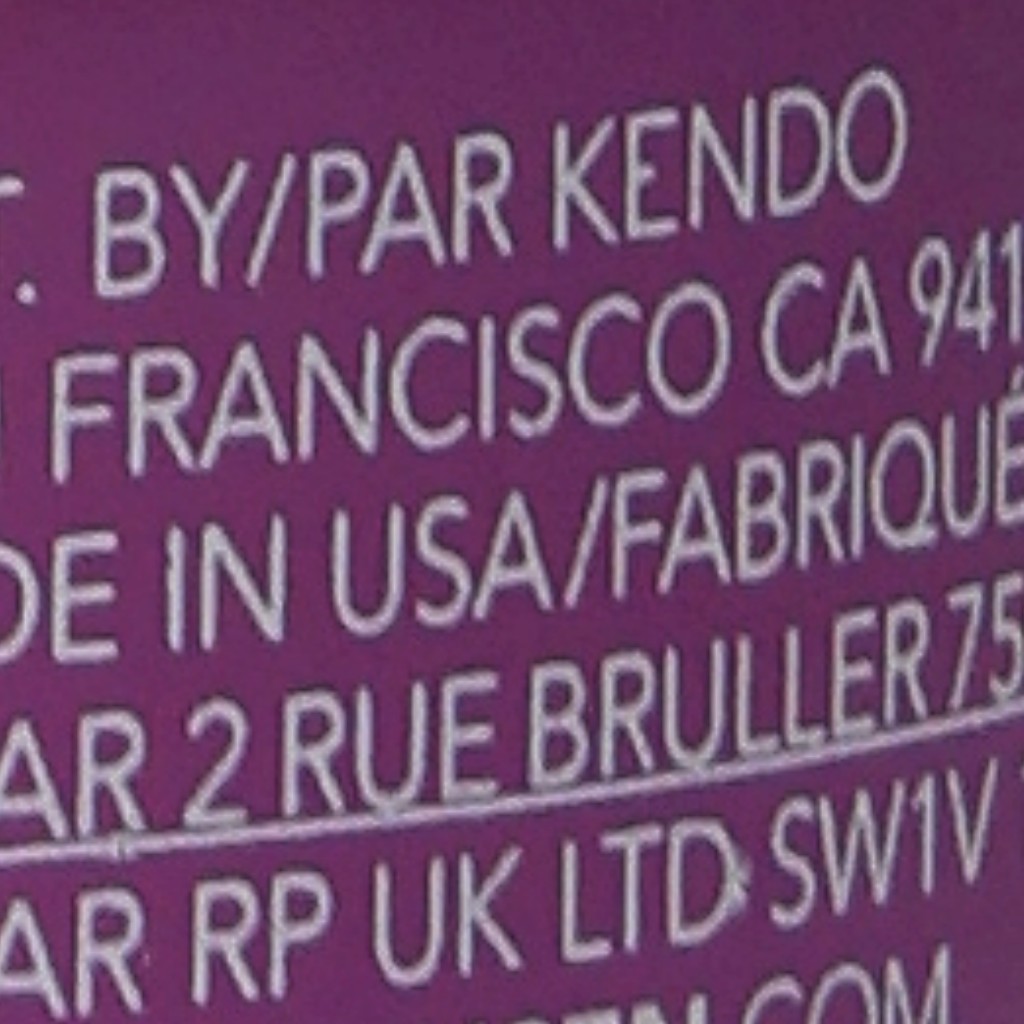 T. BY/PAR KENDO
FRANCISCO CA 941
DE IN USA/FABRIQUÉ
AR 2 RUE BRULLER 75
AR RP UK LTD SW1V
.COM